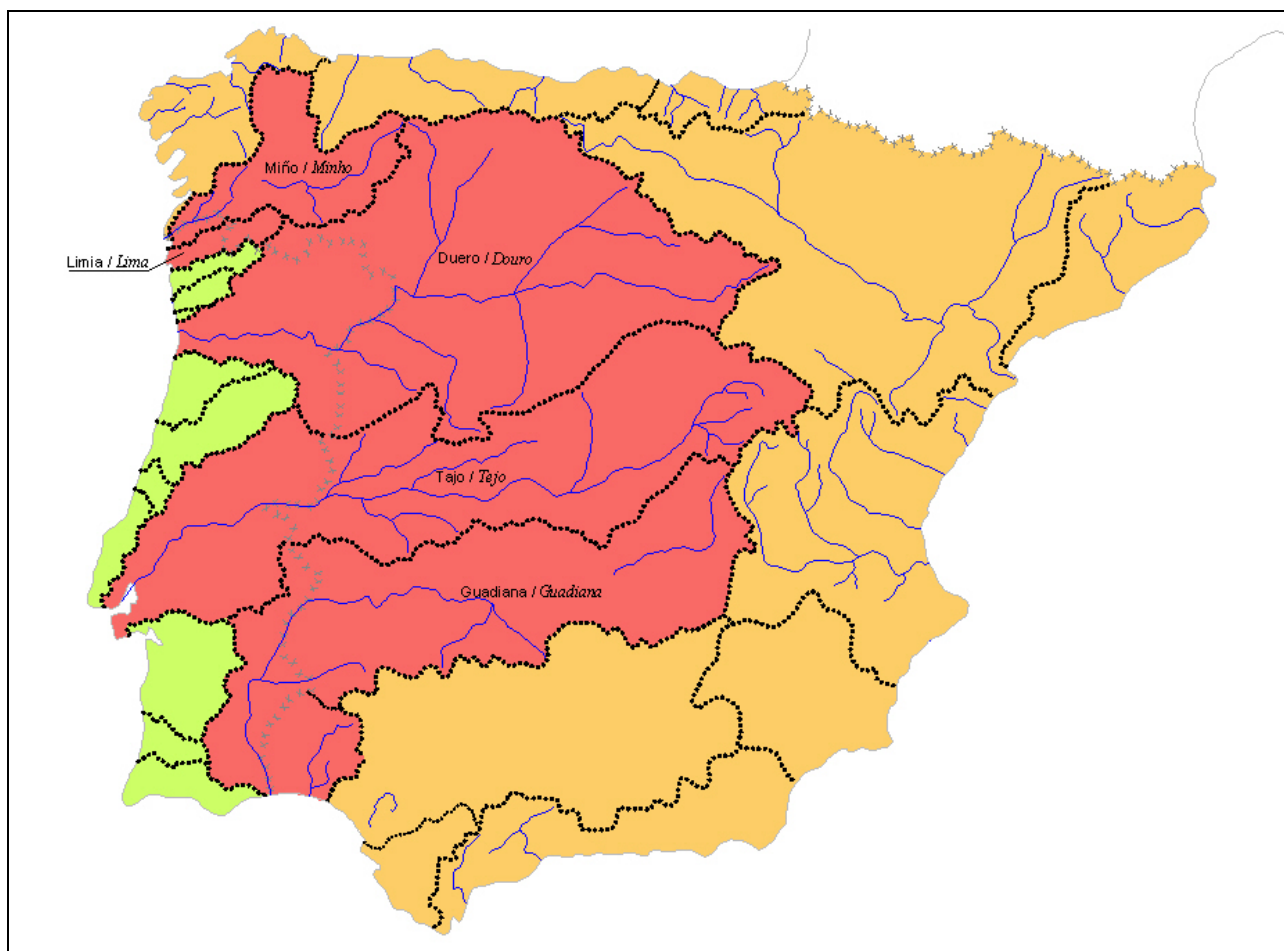 Miño / Minho
Limia / Lima
Duero / Douro
Tajo / Tejo
Guadiana / Guadiana